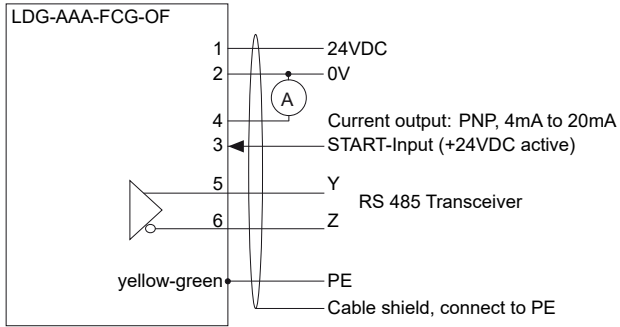 LDG-AAA-FCG-OF
1 24VDC
2 0V
A
4 Current output: PNP, 4mA to 20mA
3 START-Input (+24VDC active)
5 Y
RS 485 Transceiver
6 Z
yellow-green PE
Cable shield, connect to PE